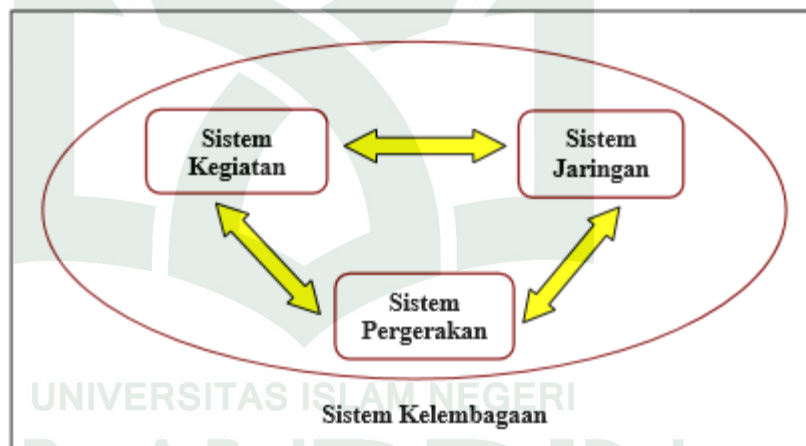 Sistem
Kegiatan
Sistem
Jaringan
Sistem
Pergerakan
UNIVERSITAS ISLAM NEGERI
Sistem Kelembagaan